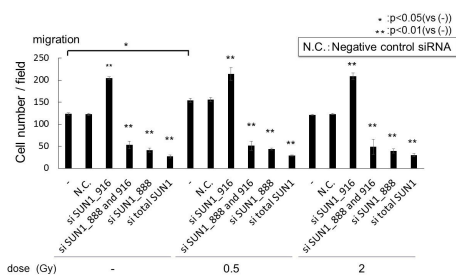 * :p<0.05(vs (-))
** :p<0.01(vs (-))
N.C.: Negative control siRNA
migration
*
Cell number / field
250
200
150
100
50
0
** ** ** ** ** ** ** ** ** ** ** **
- N.C. si SUN1_916 si SUN1_888 and 916 si SUN1_888 si total SUN1 - N.C. si SUN1_916 si SUN1_888 and 916 si SUN1_888 si total SUN1 - N.C. si SUN1_916 si SUN1_888 and 916 si SUN1_888 si total SUN1
dose (Gy) - 0.5 2